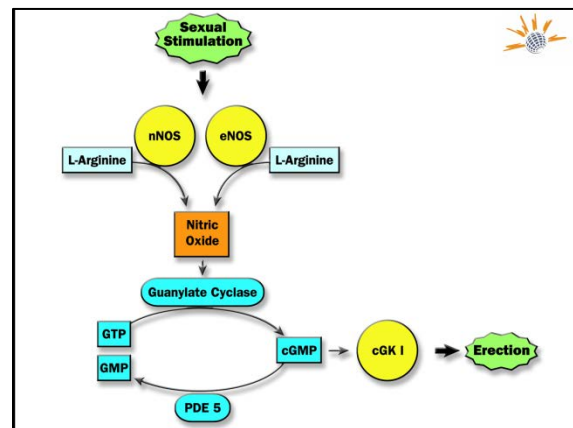 Sexual
Stimulation
nNOS
eNOS
L-Arginine
L-Arginine
Nitric
Oxide
Guanylate Cyclase
GTP
cGMP
cGK I
Erection
GMP
PDE 5